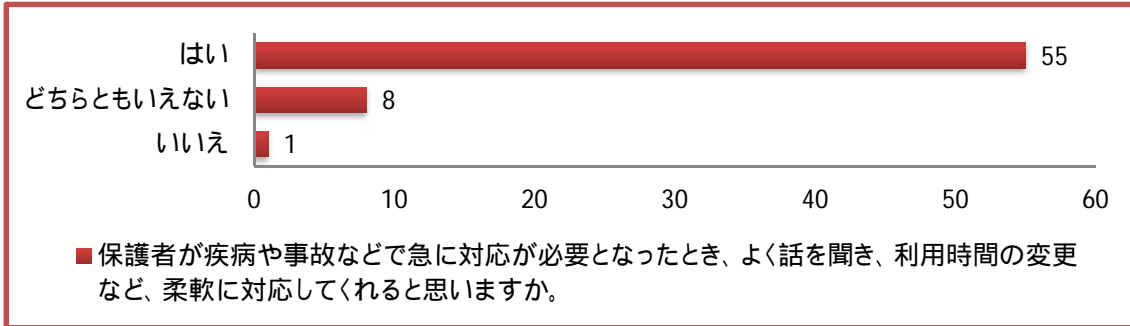 はい 55
どちらともいえない 8
いいえ 1
0 10 20 30 40 50 60
保護者が疾病や事故などで急に対応が必要となったとき、よく話を聞き、利用時間の変更
など、柔軟に対応してくれると思いますか。